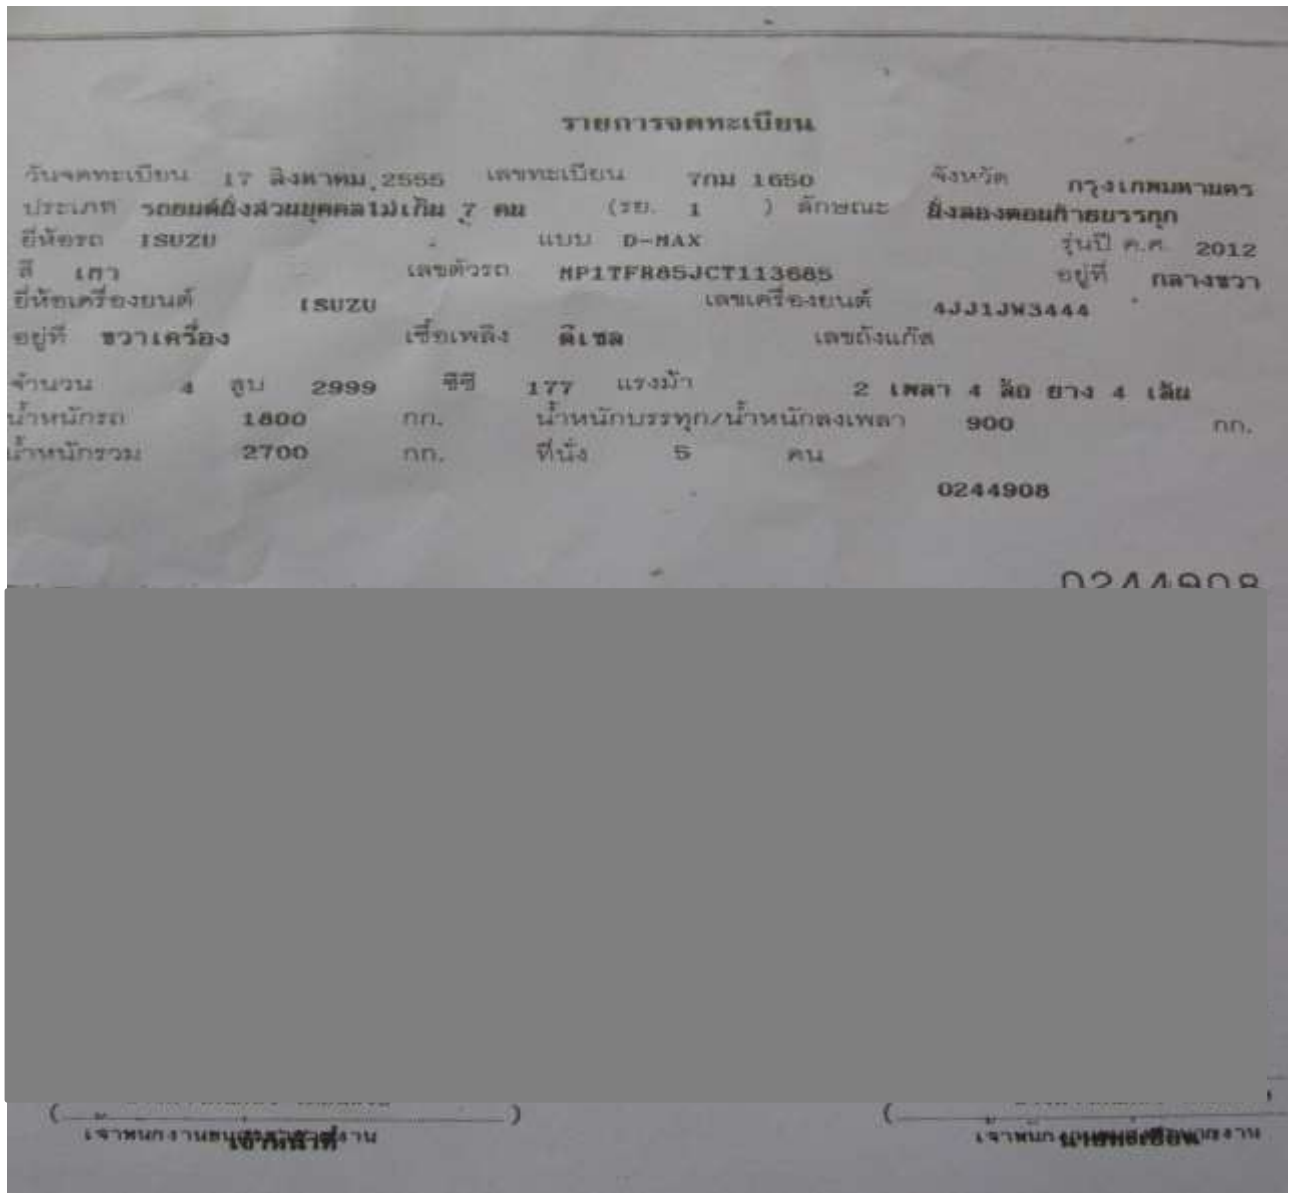 รายการจดทะเบียน
วันจดทะเบียน 17 สิงหาคม 2555 เลขทะเบียน 7กม 1650 จังหวัด กรุงเทพมหานคร
ประเภท รถยนต์นั่งส่วนบุคคลไม่เกิน 7 คน (รย. 1 ) ลักษณะ นั่งสองตอนท้ายบรรทุก
ยี่ห้อรถ ISUZU แบบ D-MAX รุ่นปี ค.ศ. 2012
สี เทา เลขตัวรถ MP1TFR85JCT113685 อยู่ที่ กลางขวา
ยี่ห้อเครื่องยนต์ ISUZU เลขเครื่องยนต์ 4JJ1JW3444
อยู่ที่ ขวาเครื่อง เชื้อเพลิง ดีเซล เลขถังแก๊ส
จำนวน 4 สูบ 2999 ซีซี 177 แรงม้า 2 เพลา 4 ล้อ ยาง 4 เส้น
น้ำหนักรถ 1800 กก. น้ำหนักบรรทุก/น้ำหนักลงเพลา 900 กก.
น้ำหนักรวม 2700 กก. ที่นั่ง 5 คน
0244908
0244908